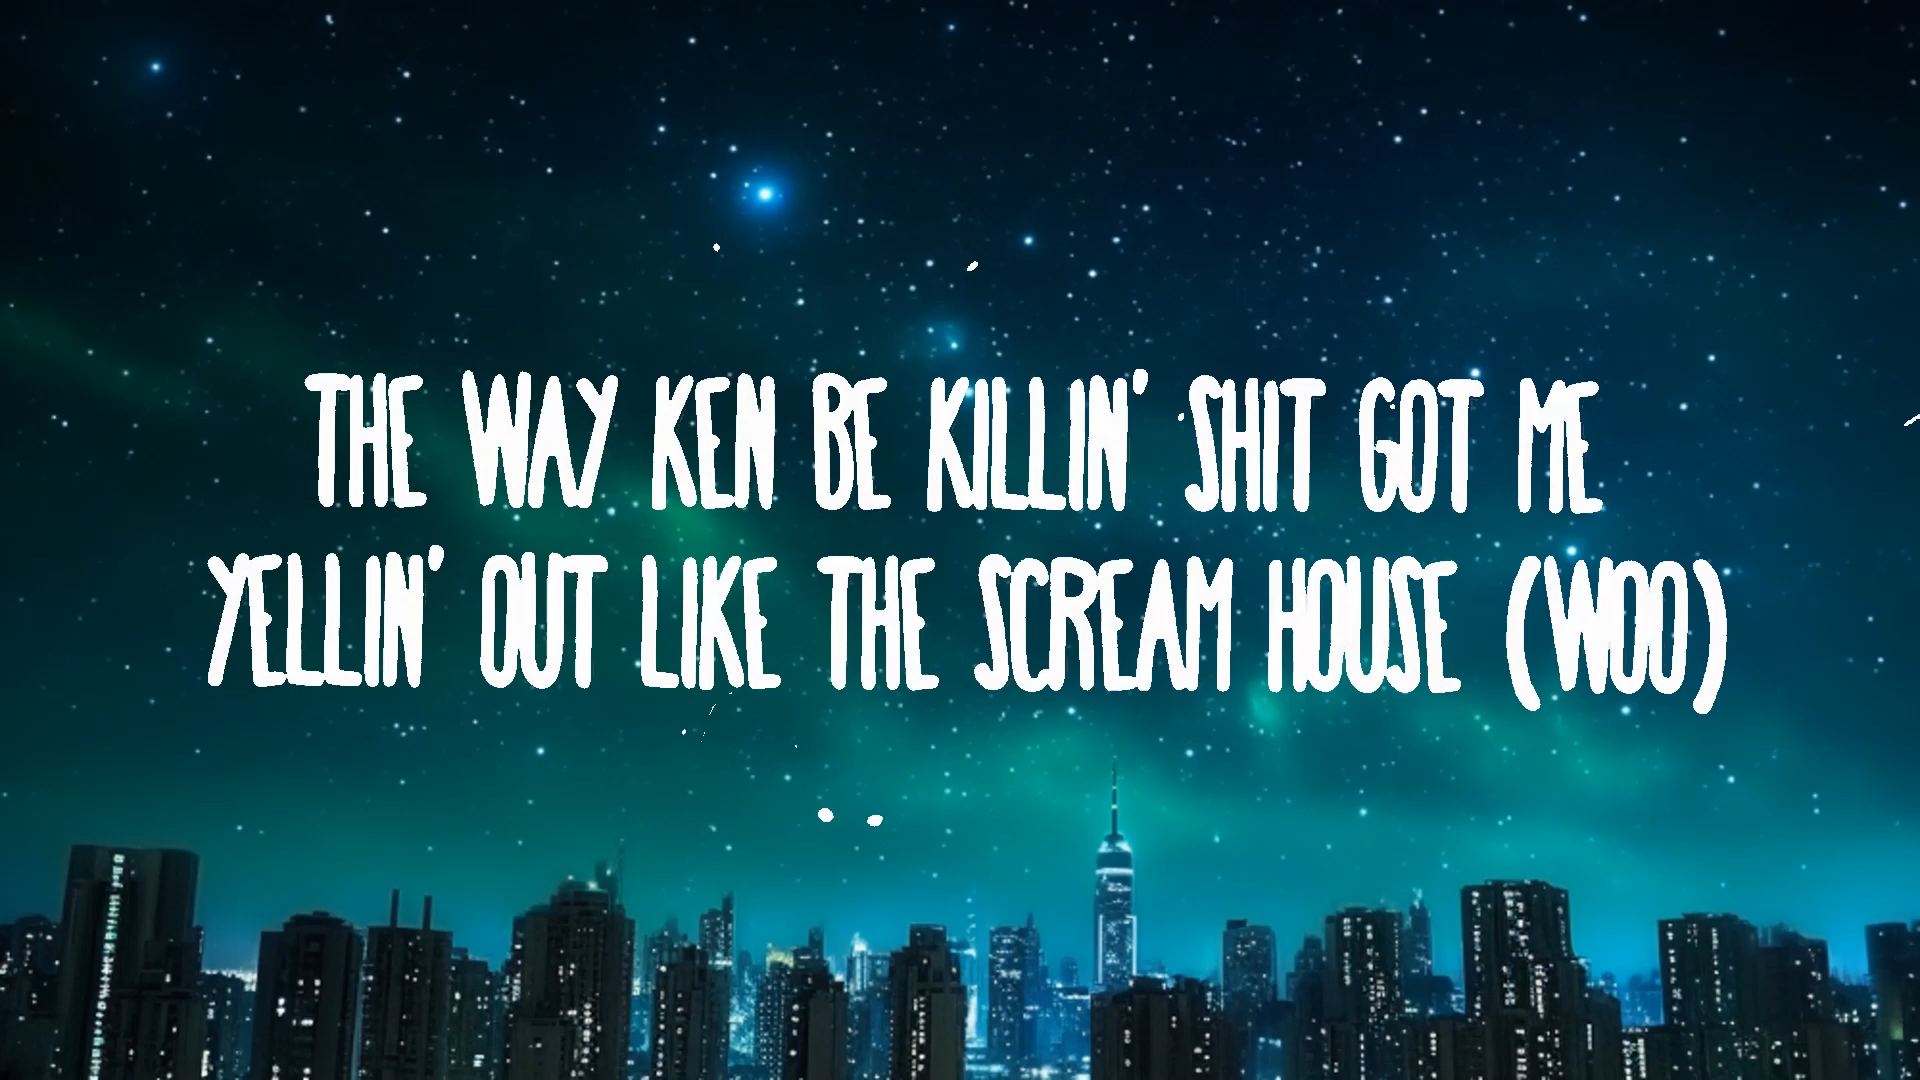 THE WAY KEN BE KILLIN' SHIT GOT ME
YELLIN' OUT LIKE THE SCREAM HOUSE (WOO)